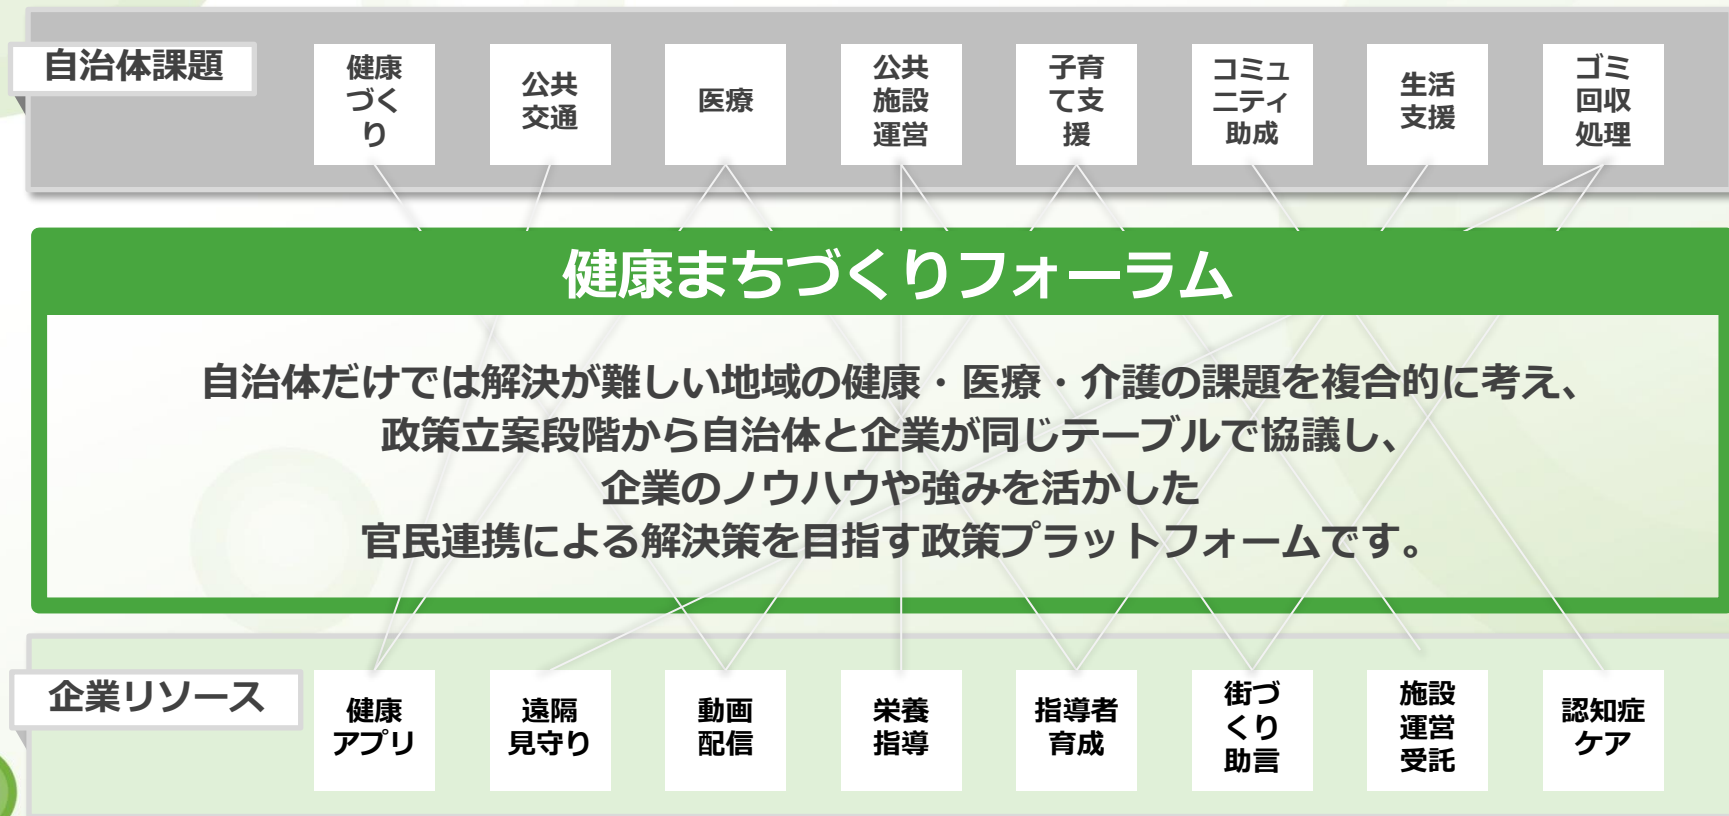 自治体課題
健康
づく
り
公共
交通
医療
公共
施設
運営
子育
て支
援
コミュ
ニティ
助成
生活
支援
ゴミ
回収
処理
健康まちづくりフォーラム
自治体だけでは解決が難しい地域の健康・医療・介護の課題を複合的に考え、
政策立案段階から自治体と企業が同じテーブルで協議し、
企業のノウハウや強みを活かした
官民連携による解決策を目指す政策プラットフォームです。
企業リソース
健康
アプリ
遠隔
見守り
動画
配信
栄養
指導
指導者
育成
街づ
くり
助言
施設
運営
受託
認知症
ケア